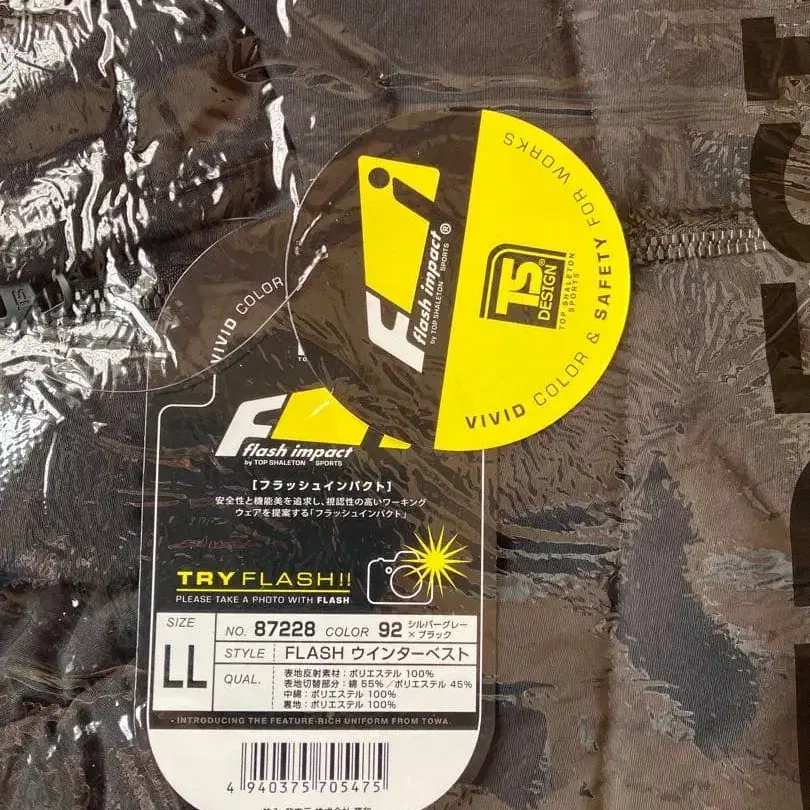 VIVID COLOR & SAFETY FOR WORKS
Fi
flash impact®
by TOP SHALETON SPORTS
TS
DESIGN®
TOP SHALETON
SPORTS
VIVID COLOR
TO
flash impact
by TOP SHALETON SPORTS
[フラッシュインパクト]
安全性と機能美を追求し、視認性の高いワーキング
ウェアを提案する「フラッシュインパクト」
TRY FLASH!!
PLEASE TAKE A PHOTO WITH FLASH
SIZE
LL
NO. 87228 COLOR 92 シルバーグレー
×ブラック
STYLE FLASH ウインターベスト
QUAL. 表地反射素材:ポリエステル 100%
表地切替部分:綿 55%/ポリエステル 45%
中綿:ポリエステル 100%
裏地:ポリエステル 100%
・INTRODUCING THE FEATURE-RICH UNIFORM FROM TOWA.
4 940375 705475